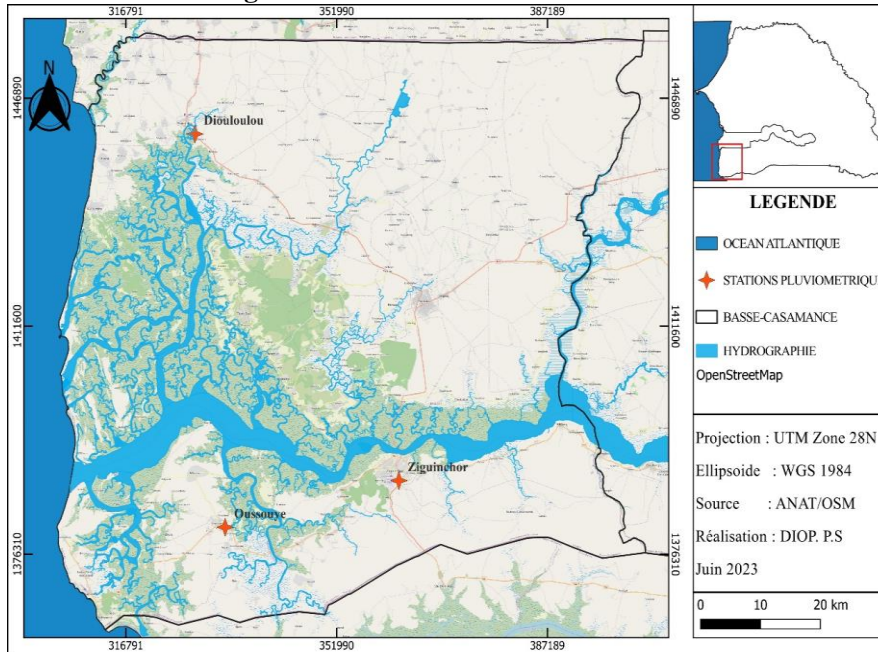 316791 351990 387189
N
1446890 1446890
Diouloulou
1411600 1411600
Ziguinchor
Oussouye
1376310 1376310
316791 351990 387189
LEGENDE
OCEAN ATLANTIQUE
STATIONS PLUVIOMETRIQU
BASSE-CASAMANCE
HYDROGRAPHIE
OpenStreetMap
Projection : UTM Zone 28N
Ellipsoide : WGS 1984
Source : ANAT/OSM
Réalisation : DIOP. P.S
Juin 2023
0 10 20 km